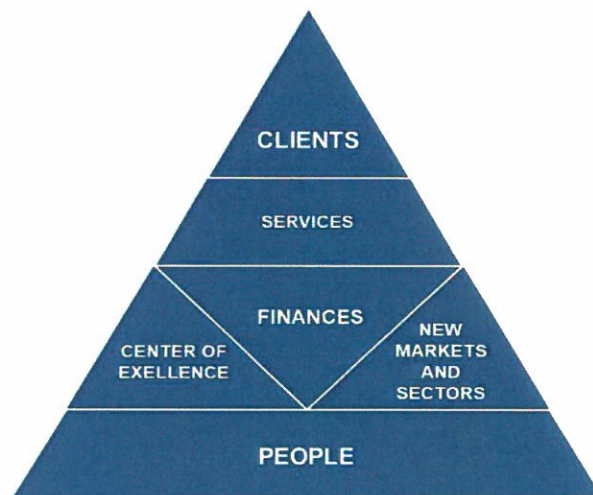 CLIENTS
SERVICES
FINANCES
CENTER OF
EXELLENCE
NEW
MARKETS
AND
SECTORS
PEOPLE